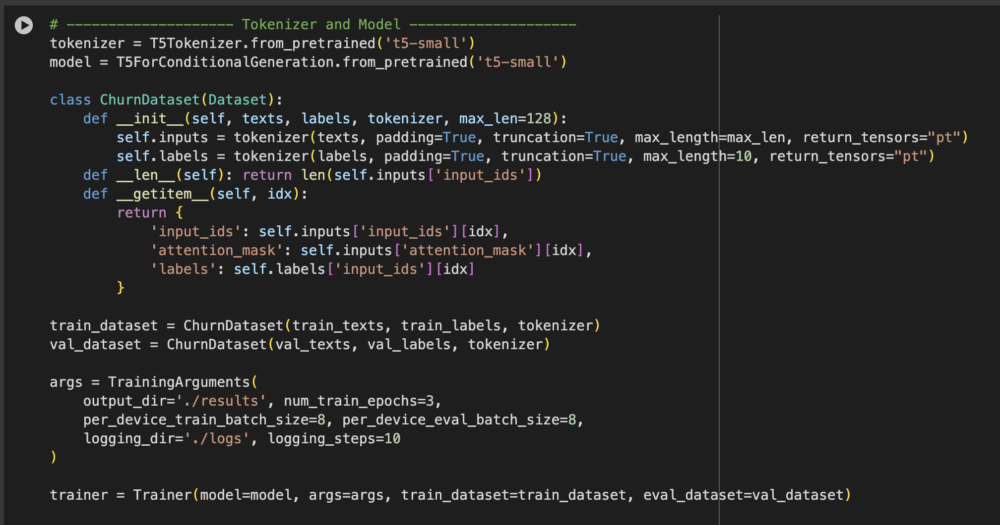 # -------------------- Tokenizer and Model --------------------
tokenizer = T5Tokenizer.from_pretrained('t5-small')
model = T5ForConditionalGeneration.from_pretrained('t5-small')

class ChurnDataset(Dataset):
    def __init__(self, texts, labels, tokenizer, max_len=128):
        self.inputs = tokenizer(texts, padding=True, truncation=True, max_length=max_len, return_tensors="pt")
        self.labels = tokenizer(labels, padding=True, truncation=True, max_length=10, return_tensors="pt")
    def __len__(self): return len(self.inputs['input_ids'])
    def __getitem__(self, idx):
        return {
            'input_ids': self.inputs['input_ids'][idx],
            'attention_mask': self.inputs['attention_mask'][idx],
            'labels': self.labels['input_ids'][idx]
        }

train_dataset = ChurnDataset(train_texts, train_labels, tokenizer)
val_dataset = ChurnDataset(val_texts, val_labels, tokenizer)

args = TrainingArguments(
    output_dir='./results', num_train_epochs=3,
    per_device_train_batch_size=8, per_device_eval_batch_size=8,
    logging_dir='./logs', logging_steps=10
)

trainer = Trainer(model=model, args=args, train_dataset=train_dataset, eval_dataset=val_dataset)